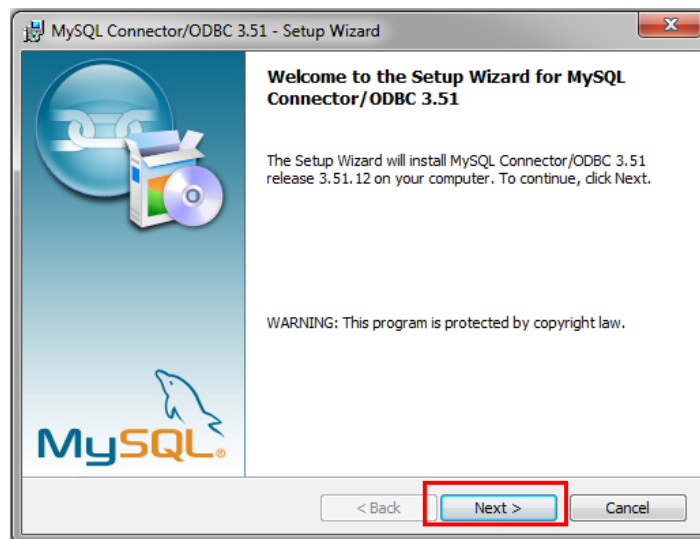 MySQL Connector/ODBC 3.51 - Setup Wizard
Welcome to the Setup Wizard for MySQL
Connector/ODBC 3.51
The Setup Wizard will install MySQL Connector/ODBC 3.51
release 3.51.12 on your computer. To continue, click Next.
WARNING: This program is protected by copyright law.
MySQL®
< Back Next > Cancel